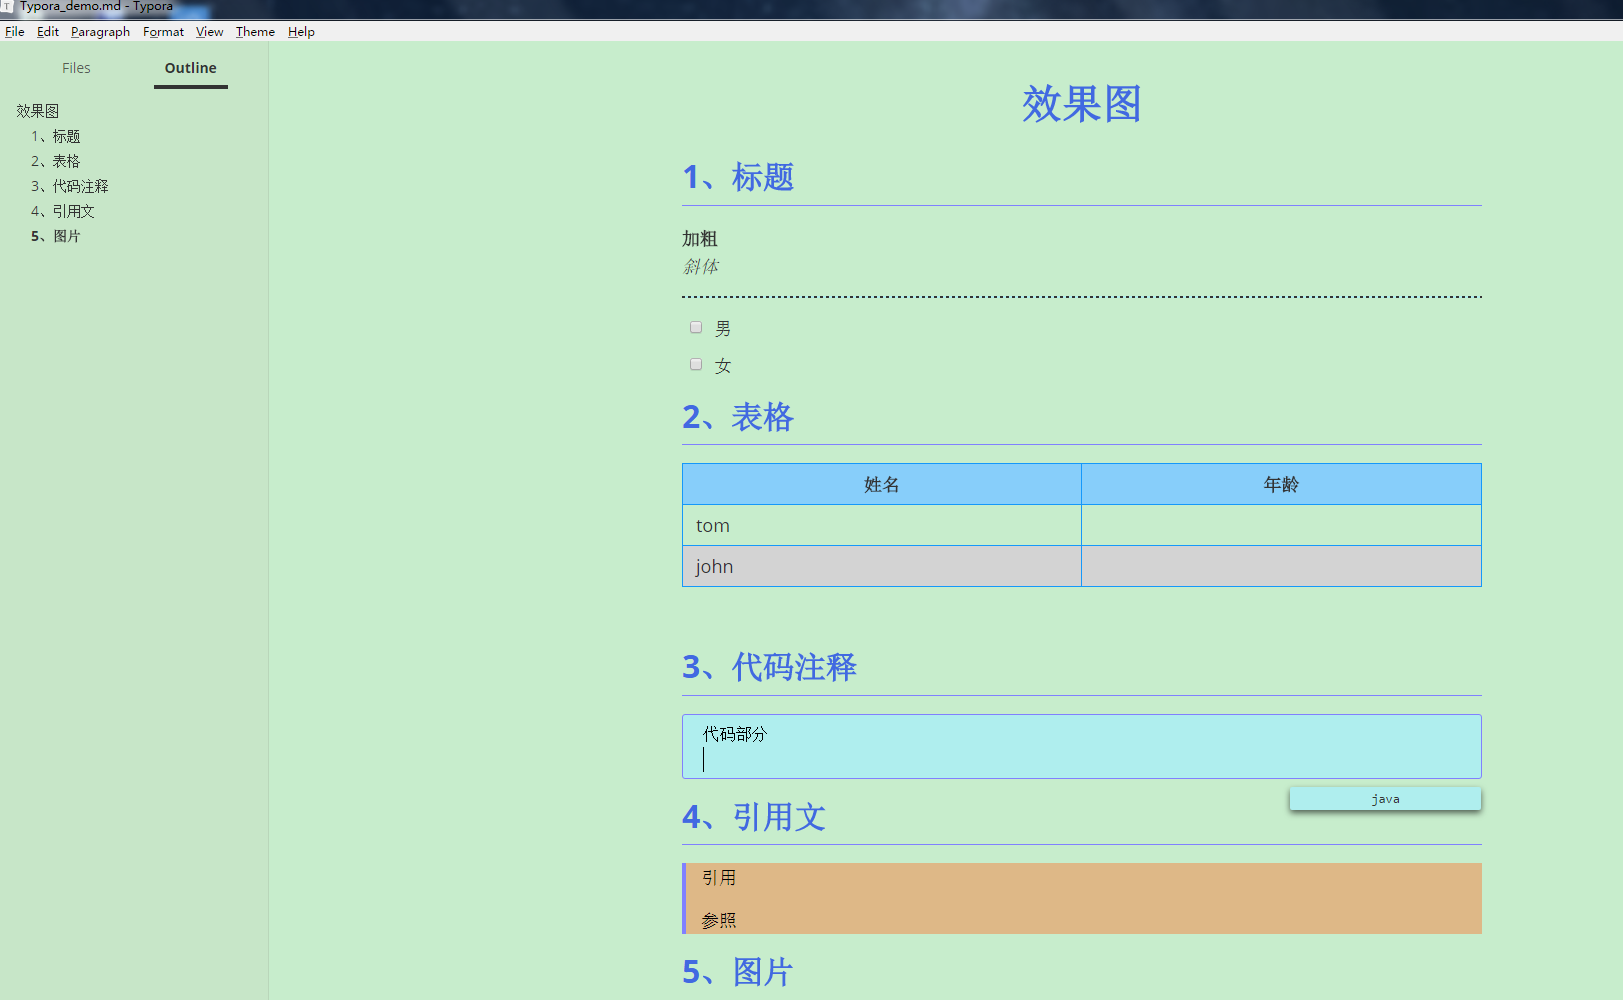 Typora_demo.md - Typora
File Edit Paragraph Format View Theme Help
Files Outline
效果图
1、标题
2、表格
3、代码注释
4、引用文
5、图片
效果图
1、标题
加粗
斜体
男
女
2、表格
姓名 年龄
tom
john
3、代码注释
代码部分
java
4、引用文
引用
参照
5、图片